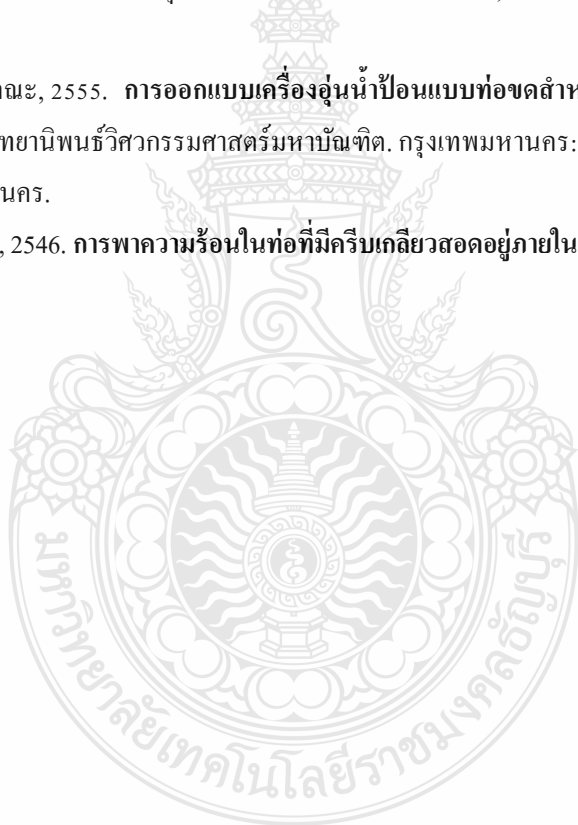 ณะ, 2555. การออกแบบเครื่องอุ่นน้ำป้อนแบบท่อขดสำห
ทยานิพนธ์วิศวกรรมศาสตร์มหาบัณฑิต. กรุงเทพมหานคร:
นคร.
, 2546. การพาความร้อนในท่อที่มีครีบเกลียวสอดอยู่ภายใน
มหาวิทยาลัยเทคโนโลยีราชมงคลธัญบุรี